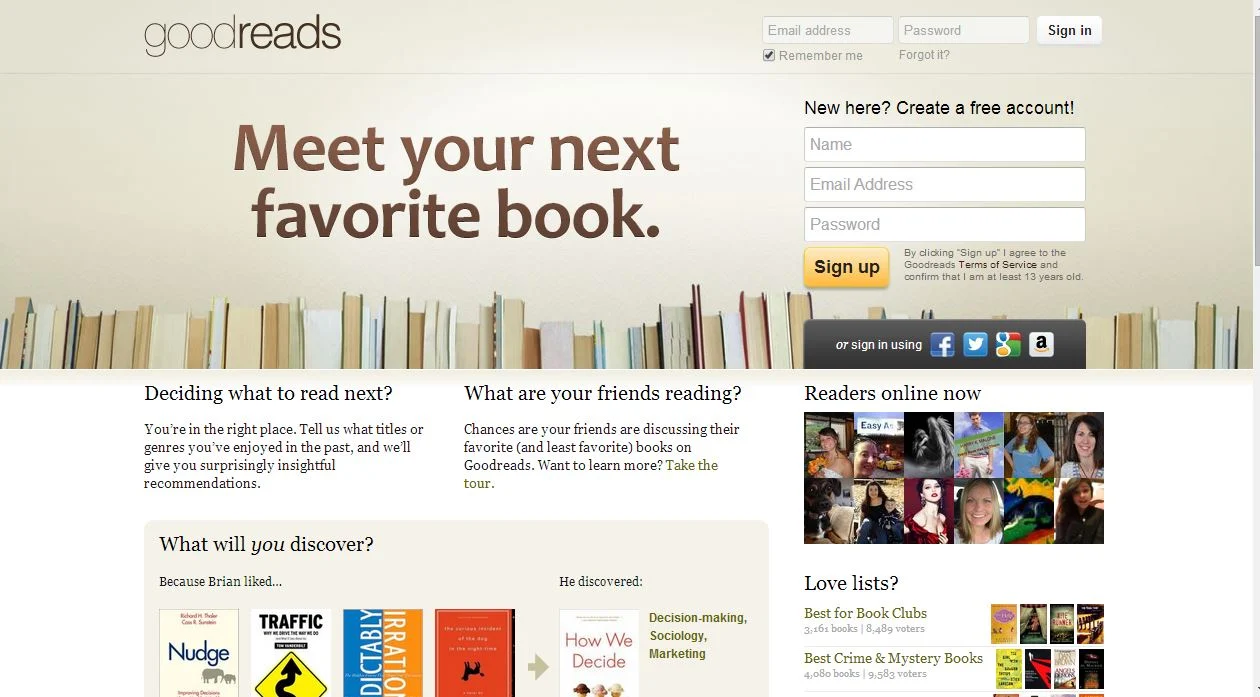 goodreads
Email address
Password
Sign in
Remember me
Forgot it?
Meet your next
favorite book.
New here? Create a free account!
Name
Email Address
Password
Sign up
By clicking "Sign up" I agree to the
Goodreads Terms of Service and
confirm that I am at least 13 years old.
or sign in using
Deciding what to read next?
You're in the right place. Tell us what titles or
genres you've enjoyed in the past, and we'll
give you surprisingly insightful
recommendations.
What are your friends reading?
Chances are your friends are discussing their
favorite (and least favorite) books on
Goodreads. Want to learn more? Take the
tour.
Readers online now
Easy As
What will you discover?
Because Brian liked...
He discovered:
Richard H. Thaler
Cass R. Sunstein
Nudge
Improving Decisions
TRAFFIC
WHY WE DRIVE THE WAY WE DO
TOM VANDERBILT
DICTABLY
IRRATION
the curious incident
of the dog
in the night-time
How We
Decide
Decision-making,
Sociology,
Marketing
Love lists?
Best for Book Clubs
3,161 books | 8,489 voters
Best Crime & Mystery Books
4,080 books | 9,583 voters